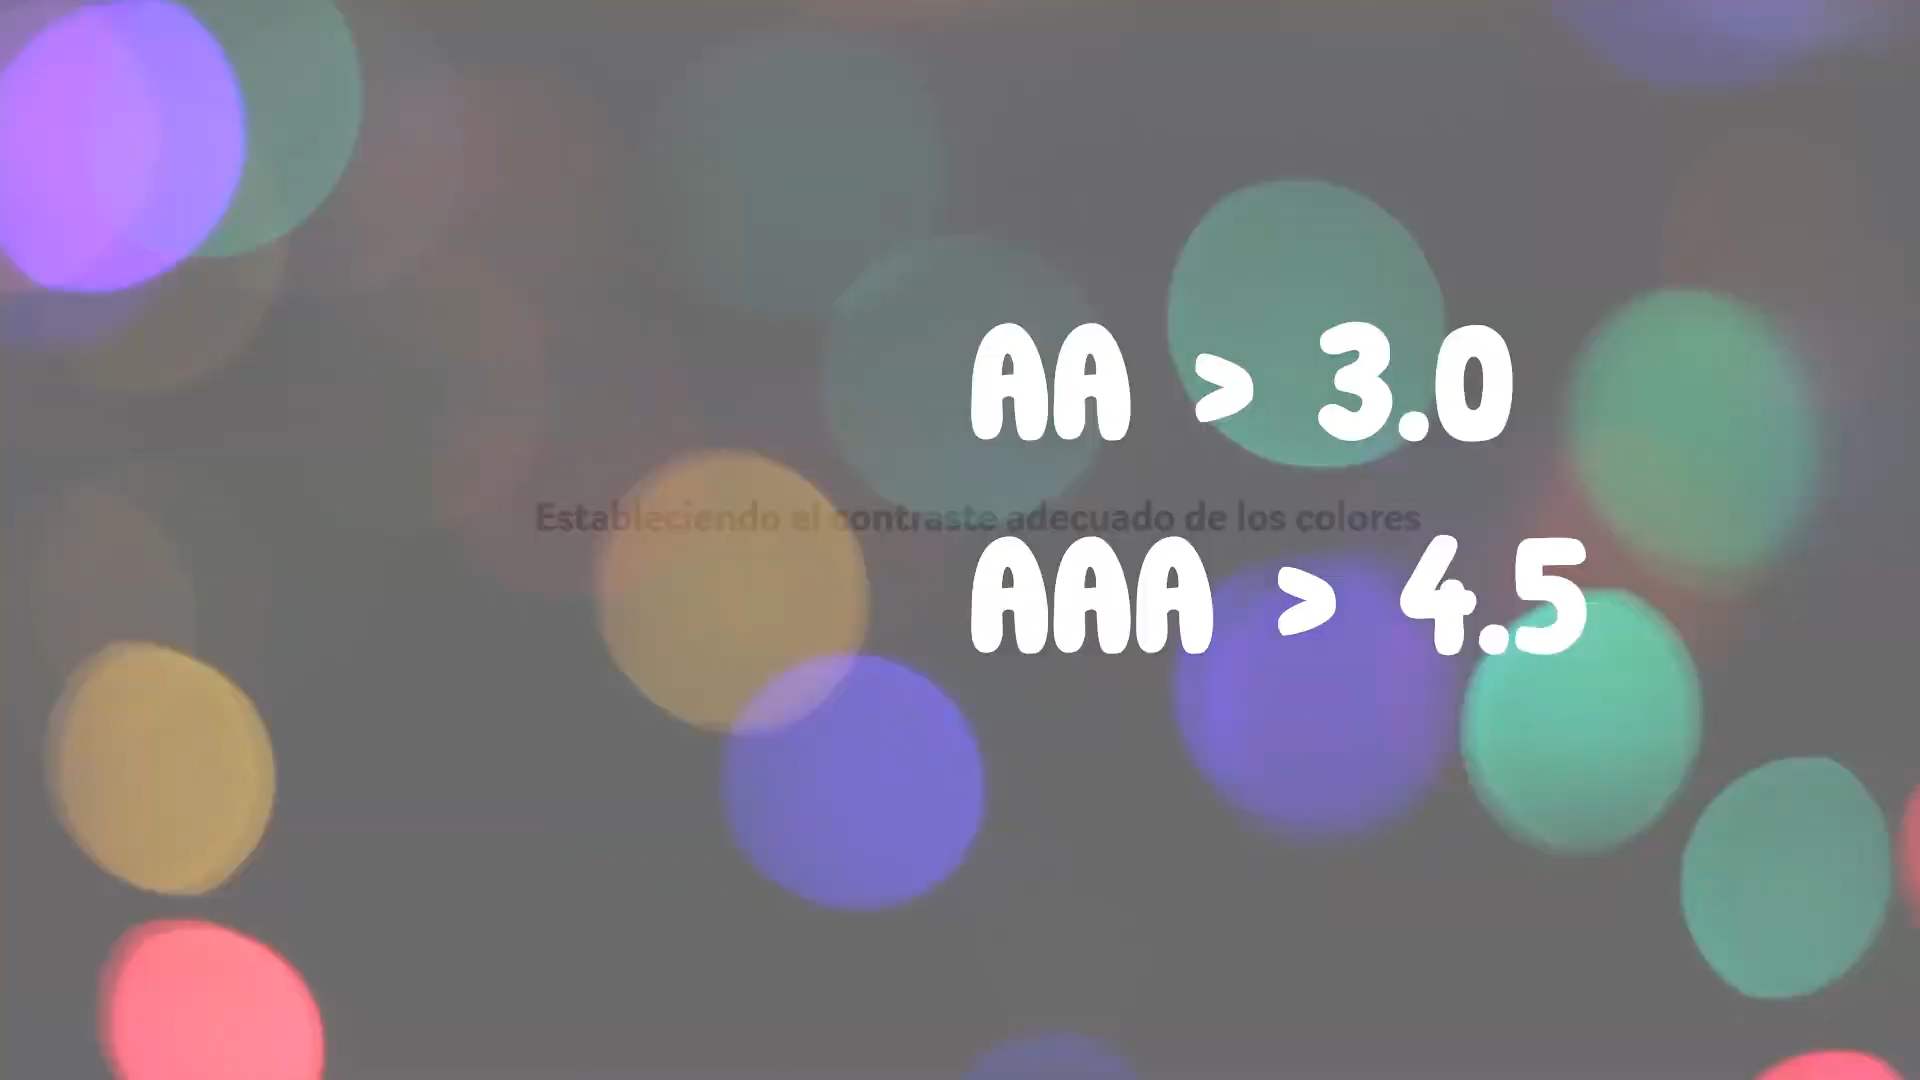 AA > 3.0
Estableciendo el contraste adecuado de los colores
AAA > 4.5